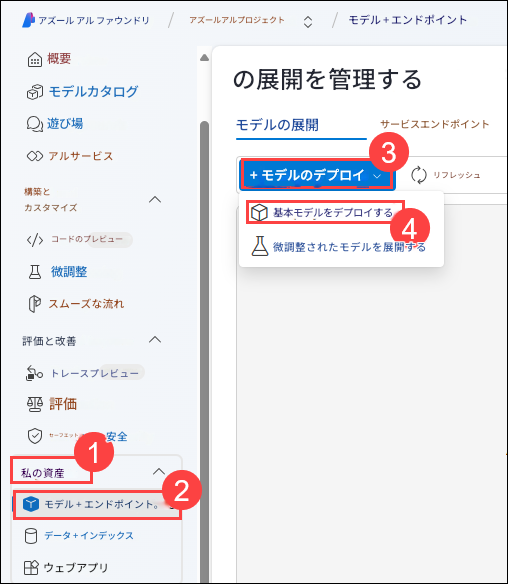 アズール アル ファウンドリ / アズールアルプロジェクト / モデル + エンドポイント
概要
モデルカタログ
遊び場
アルサービス
構築と
カスタマイズ
コードのプレビュー
微調整
スムーズな流れ
評価と改善
トレースプレビュー
評価
安全
1
私の資産
2
モデル + エンドポイント。
データ + インデックス
ウェブアプリ
の展開を管理する
モデルの展開
サービスエンドポイント
3
+ モデルのデプロイ
リフレッシュ
基本モデルをデプロイする
4
微調整されたモデルを展開する